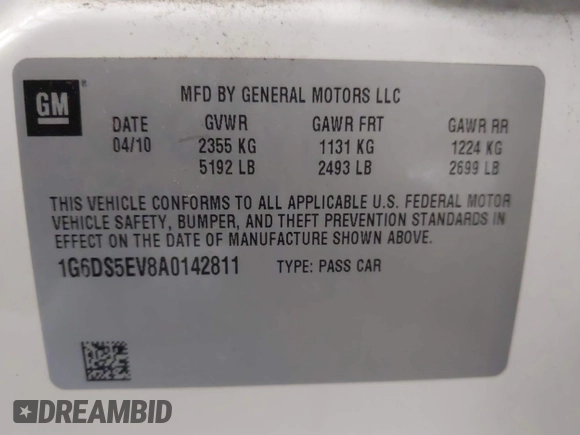 GM
MFD BY GENERAL MOTORS LLC
DATE GVWR GAWR FRT GAWR RR
04/10 2355 KG 1131 KG 1224 KG
5192 LB 2493 LB 2699 LB
THIS VEHICLE CONFORMS TO ALL APPLICABLE U.S. FEDERAL MOTOR
VEHICLE SAFETY, BUMPER, AND THEFT PREVENTION STANDARDS IN
EFFECT ON THE DATE OF MANUFACTURE SHOWN ABOVE.
1G6DS5EV8A0142811 TYPE: PASS CAR
DREAMBID